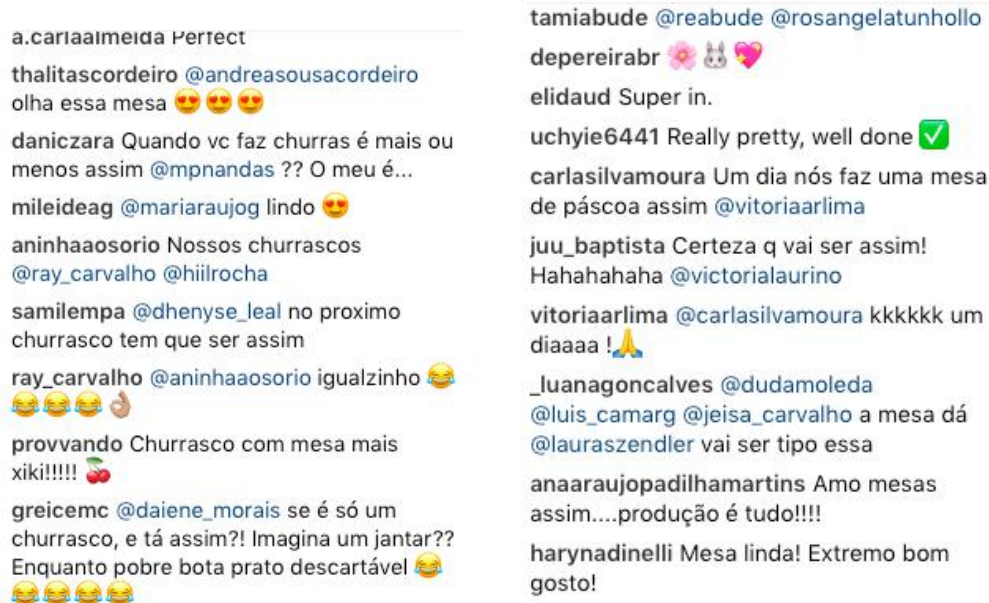 a.carlaalmeida Perfect
thalitascordeiro @andreasousacordeiro
olha essa mesa 😍 😍 😍
daniczara Quando vc faz churras é mais ou
menos assim @mpnandas ?? O meu é...
mileideag @mariaraujog lindo 😍
aninhaaosorio Nossos churrascos
@ray_carvalho @hiilrocha
samilempa @dhenyse_leal no proximo
churrasco tem que ser assim
ray_carvalho @aninhaaosorio igualzinho 😂
😂😂😂👌🏼
provvando Churrasco com mesa mais
xiki!!!!! 🍒
greicemc @daiene_morais se é só um
churrasco, e tá assim?! Imagina um jantar??
Enquanto pobre bota prato descartável 😂
😂😂😂😂
tamiabude @reabude @rosangelatunhollo
depereirabr 🌸🐰💖
elidaud Super in.
uchyie6441 Really pretty, well done ✅
carlasilvamoura Um dia nós faz uma mesa
de páscoa assim @vitoriaarlima
juu_baptista Certeza q vai ser assim!
Hahahahaha @victorialaurino
vitoriaarlima @carlasilvamoura kkkkkk um
diaaaa !🙏
_luanagoncalves @dudamoleda
@luis_camarg @jeisa_carvalho a mesa dá
@lauraszendler vai ser tipo essa
anaaraujopadilhamartins Amo mesas
assim....produção é tudo!!!!
harynadinelli Mesa linda! Extremo bom
gosto!